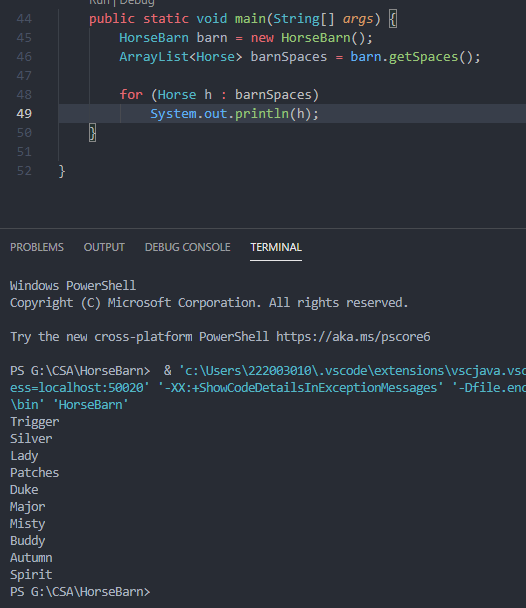 Run | Debug
44 public static void main(String[] args) {
45 HorseBarn barn = new HorseBarn();
46 ArrayList<Horse> barnSpaces = barn.getSpaces();
47
48 for (Horse h : barnSpaces)
49 System.out.println(h);
50 }
51
52 }
PROBLEMS OUTPUT DEBUG CONSOLE TERMINAL
Windows PowerShell
Copyright (C) Microsoft Corporation. All rights reserved.
Try the new cross-platform PowerShell https://aka.ms/pscore6
PS G:\CSA\HorseBarn> & 'c:\Users\222003010\.vscode\extensions\vscjava.vsc
ess=localhost:50020' '-XX:+ShowCodeDetailsInExceptionMessages' '-Dfile.enc
\bin' 'HorseBarn'
Trigger
Silver
Lady
Patches
Duke
Major
Misty
Buddy
Autumn
Spirit
PS G:\CSA\HorseBarn>